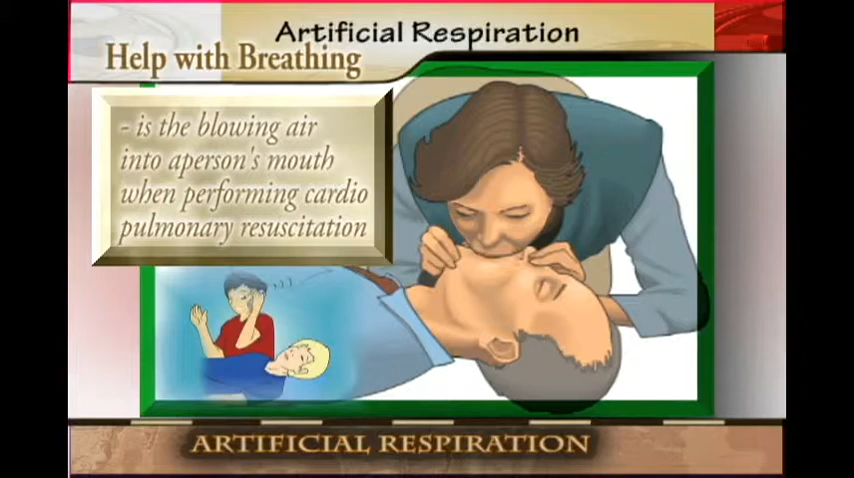 Artificial Respiration
Help with Breathing
- is the blowing air
into aperson's mouth
when performing cardio
pulmonary resuscitation
ARTIFICIAL RESPIRATION